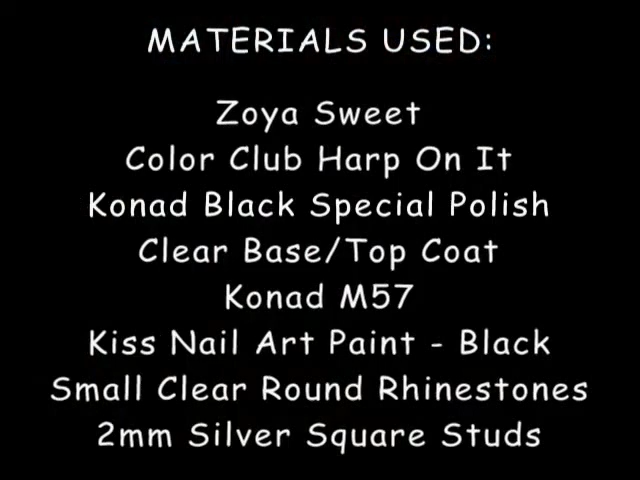 MATERIALS USED:
Zoya Sweet
Color Club Harp On It
Konad Black Special Polish
Clear Base/Top Coat
Konad M57
Kiss Nail Art Paint - Black
Small Clear Round Rhinestones
2mm Silver Square Studs